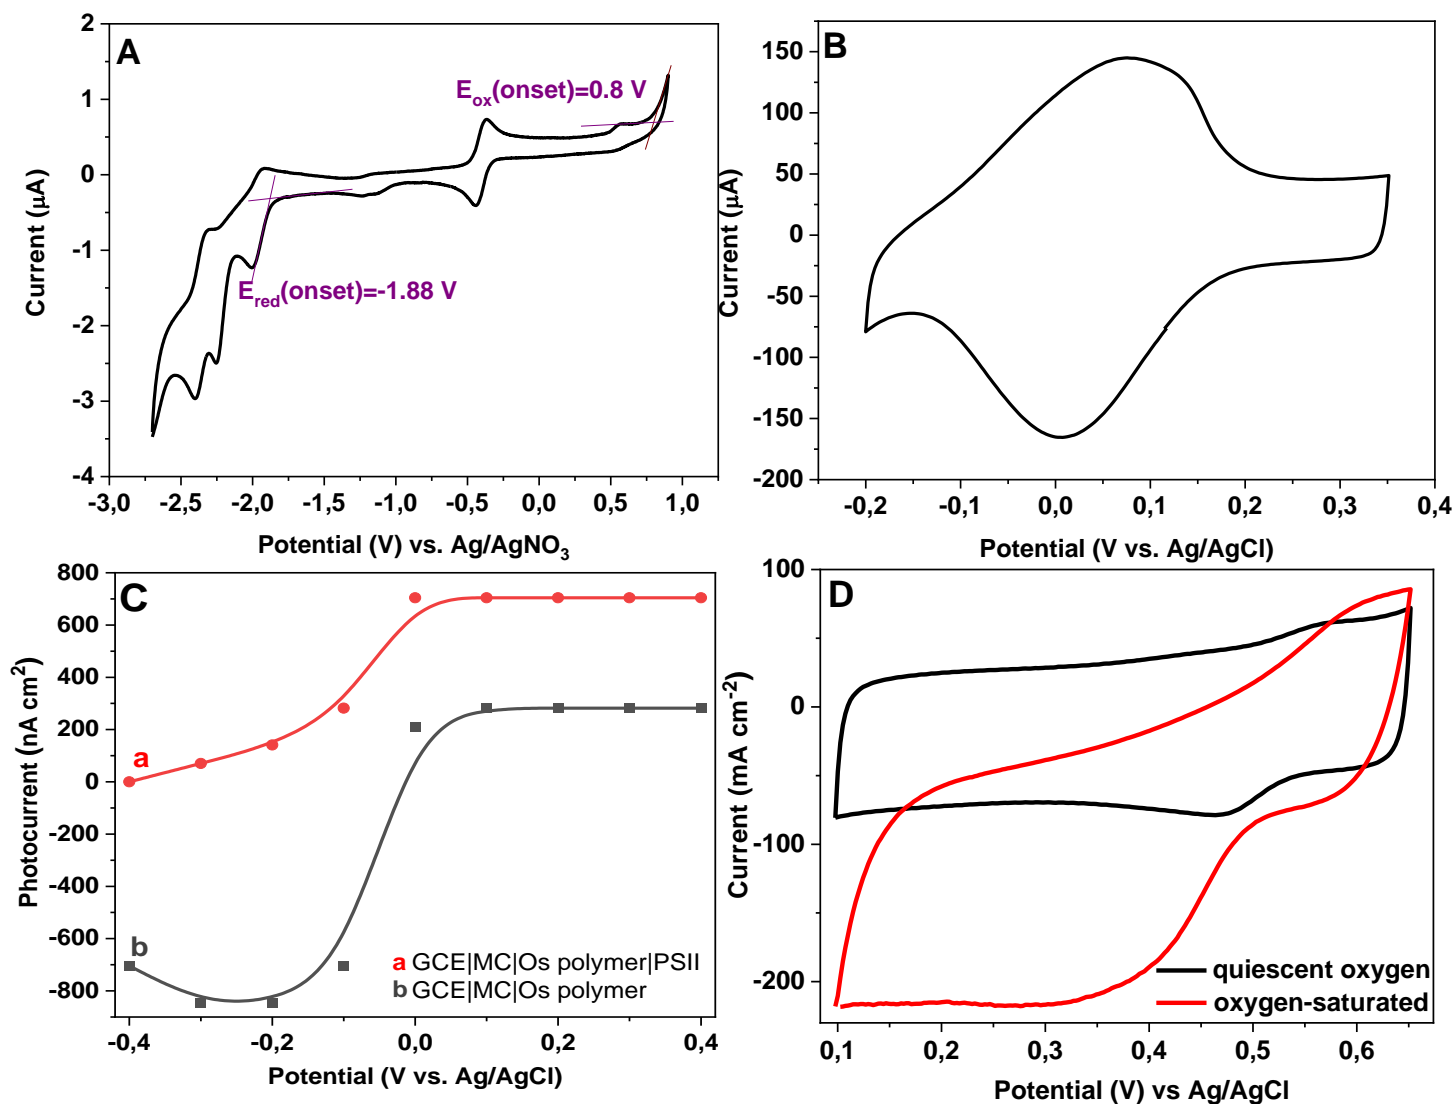 A
E_ox(onset)=0.8 V
E_red(onset)=-1.88 V
2
1
0
-1
-2
-3
-4
Current (µA)
-3,0 -2,5 -2,0 -1,5 -1,0 -0,5 0,0 0,5 1,0
Potential (V) vs. Ag/AgNO₃
B
150
100
50
0
-50
-100
-150
-200
Current (µA)
-0,2 -0,1 0,0 0,1 0,2 0,3 0,4
Potential (V vs. Ag/AgCl)
C
800
600
400
200
0
-200
-400
-600
-800
Photocurrent (nA cm²)
a
b
a GCE|MC|Os polymer|PSII
b GCE|MC|Os polymer
-0,4 -0,2 0,0 0,2 0,4
Potential (V vs. Ag/AgCl)
D
100
0
-100
-200
Current (mA cm⁻²)
quiescent oxygen
oxygen-saturated
0,1 0,2 0,3 0,4 0,5 0,6
Potential (V) vs Ag/AgCl